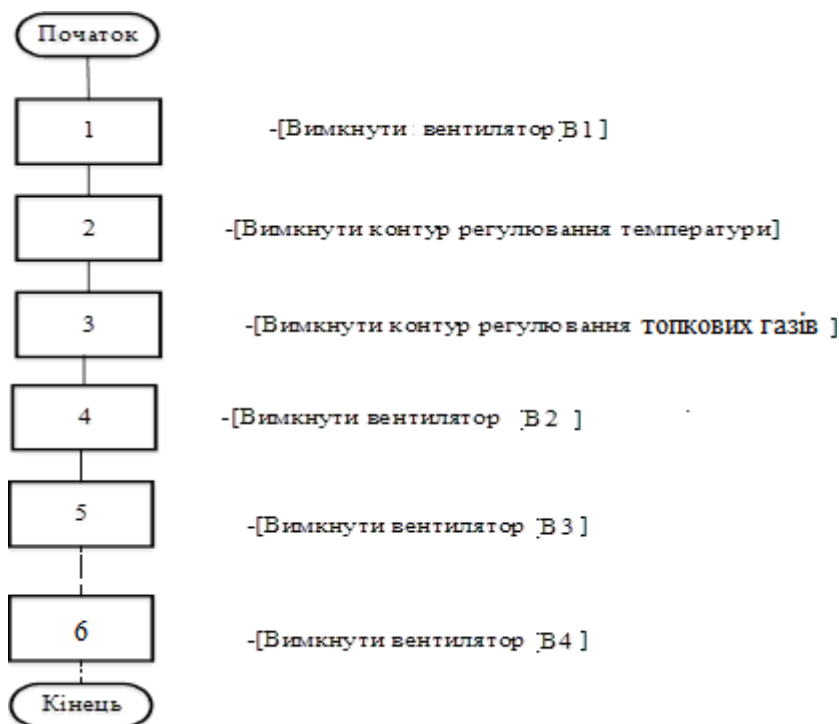 Початок
1 -[Вимкнути вентилятор В1]
2 -[Вимкнути контур регулювання температури]
3 -[Вимкнути контур регулювання топкових газів ]
4 -[Вимкнути вентилятор В2 ]
5 -[Вимкнути вентилятор В3]
6 -[Вимкнути вентилятор В4]
Кінець